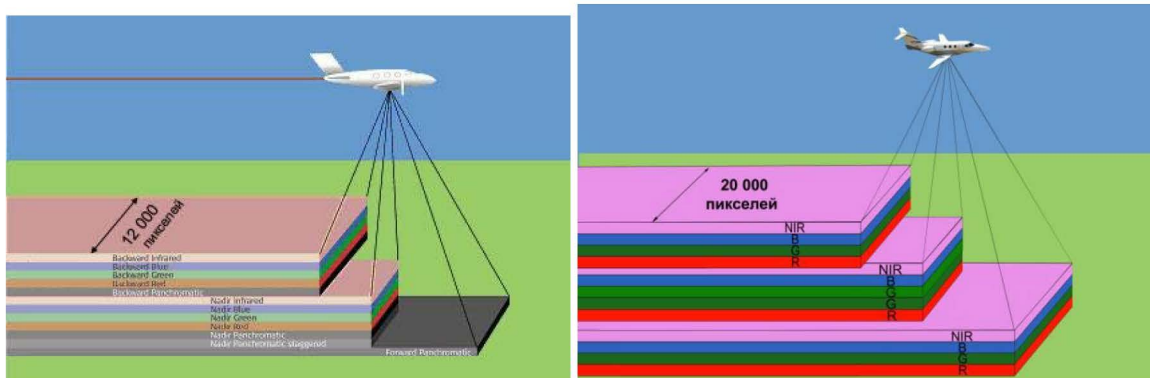 12 000
пикселей
Backward Infrared
Backward Blue
Backward Green
Backward Red
Backward Panchromatic
Nadir Infrared
Nadir Blue
Nadir Green
Nadir Red
Nadir Panchromatic
Nadir Panchromatic staggered
Forward Panchromatic
20 000
пикселей
NIR
B
G
R
NIR
B
G
G
R
NIR
B
G
R